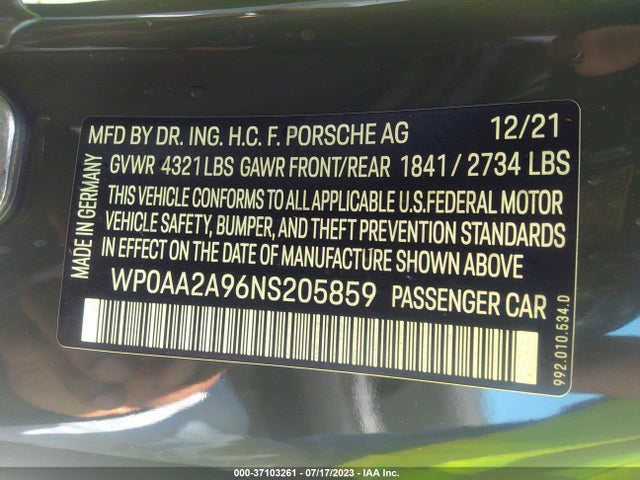 MFD BY DR. ING. H.C. F. PORSCHE AG 12/21
GVWR 4321 LBS GAWR FRONT/REAR 1841 / 2734 LBS
THIS VEHICLE CONFORMS TO ALL APPLICABLE U.S.FEDERAL MOTOR
VEHICLE SAFETY, BUMPER, AND THEFT PREVENTION STANDARDS
IN EFFECT ON THE DATE OF MANUFACTURE SHOWN ABOVE
WP0AA2A96NS205859 PASSENGER CAR
MADE IN GERMANY
992.010.534.D
000-37103261 - 07/17/2023 - IAA Inc.